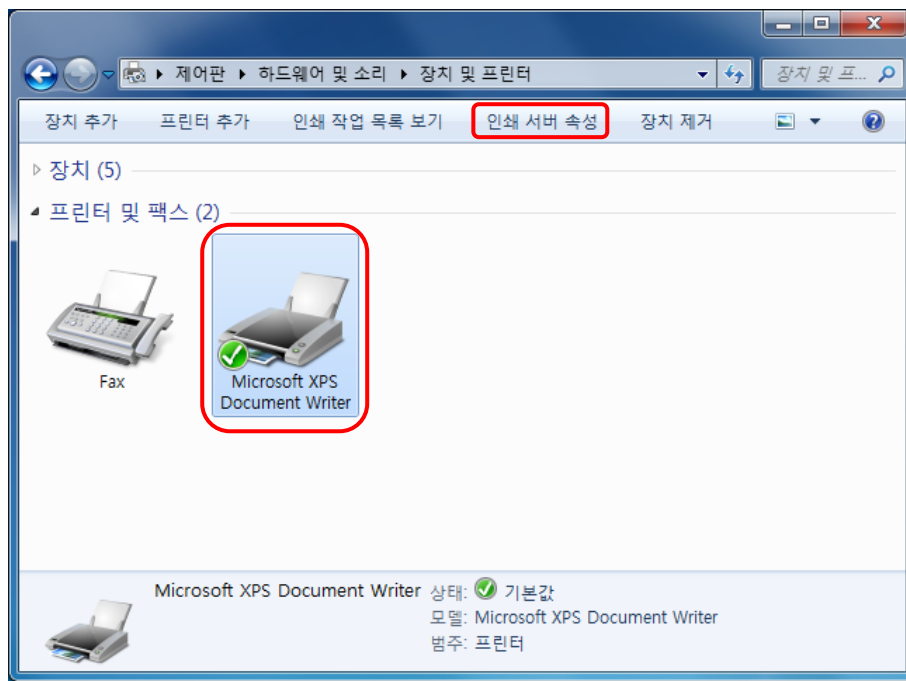 제어판 ▸ 하드웨어 및 소리 ▸ 장치 및 프린터
장치 및 프...
장치 추가 프린터 추가 인쇄 작업 목록 보기 인쇄 서버 속성 장치 제거
장치 (5)
프린터 및 팩스 (2)
Fax
Microsoft XPS
Document Writer
Microsoft XPS Document Writer 상태: 기본값
모델: Microsoft XPS Document Writer
범주: 프린터